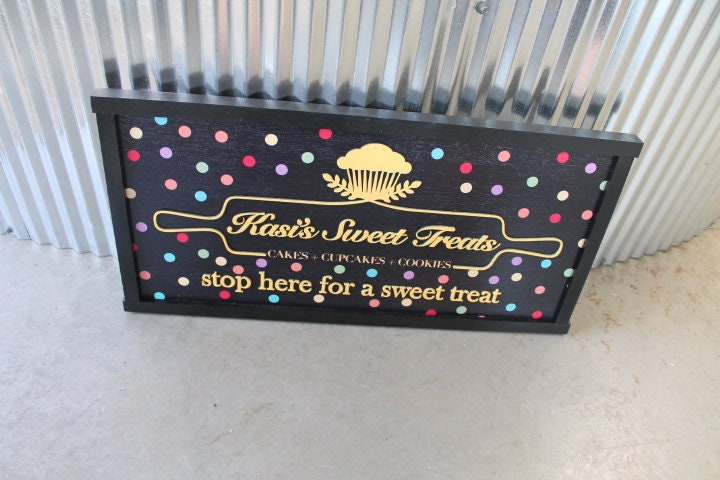 Kasi's Sweet Treats
CAKES + CUPCAKES + COOKIES
stop here for a sweet treat